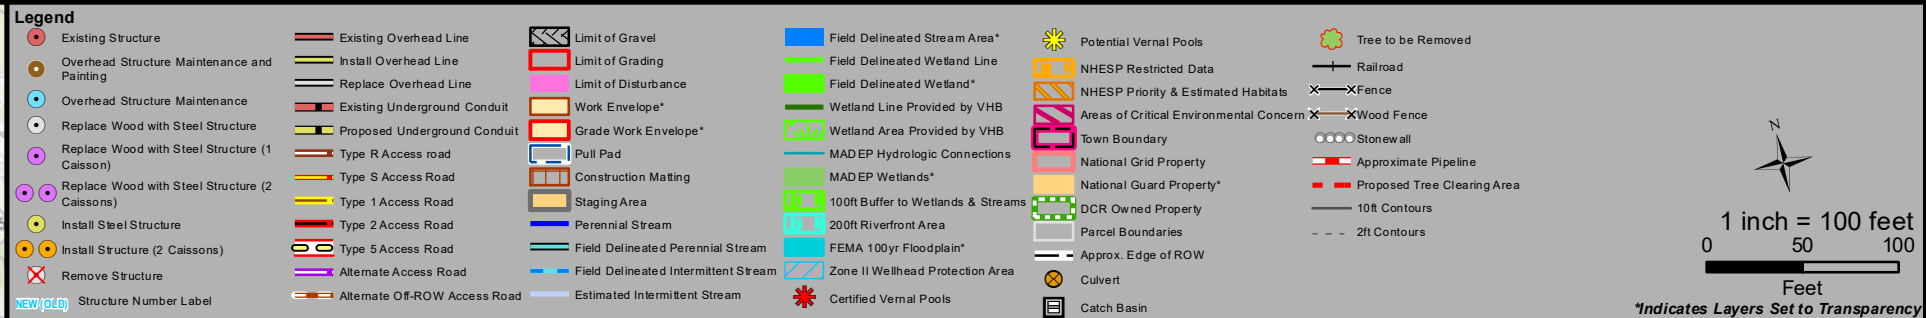 Legend
Existing Structure
Overhead Structure Maintenance and
Painting
Overhead Structure Maintenance
Replace Wood with Steel Structure
Replace Wood with Steel Structure (1
Caisson)
Replace Wood with Steel Structure (2
Caissons)
Install Steel Structure
Install Structure (2 Caissons)
Remove Structure
NEW (OLD) Structure Number Label
Existing Overhead Line
Install Overhead Line
Replace Overhead Line
Existing Underground Conduit
Proposed Underground Conduit
Type R Access road
Type S Access Road
Type 1 Access Road
Type 2 Access Road
Type 5 Access Road
Alternate Access Road
Alternate Off-ROW Access Road
Limit of Gravel
Limit of Grading
Limit of Disturbance
Work Envelope*
Grade Work Envelope*
Pull Pad
Construction Matting
Staging Area
Perennial Stream
Field Delineated Perennial Stream
Field Delineated Intermittent Stream
Estimated Intermittent Stream
Field Delineated Stream Area*
Field Delineated Wetland Line
Field Delineated Wetland*
Wetland Line Provided by VHB
Wetland Area Provided by VHB
MADEP Hydrologic Connections
MADEP Wetlands*
100ft Buffer to Wetlands & Streams
200ft Riverfront Area
FEMA 100yr Floodplain*
Zone II Wellhead Protection Area
Certified Vernal Pools
Potential Vernal Pools
NHESP Restricted Data
NHESP Priority & Estimated Habitats
Areas of Critical Environmental Concern
Town Boundary
National Grid Property
National Guard Property*
DCR Owned Property
Parcel Boundaries
Approx. Edge of ROW
Culvert
Catch Basin
Tree to be Removed
Railroad
Fence
Wood Fence
Stonewall
Approximate Pipeline
Proposed Tree Clearing Area
10ft Contours
2ft Contours
N
1 inch = 100 feet
0 50 100
Feet
*Indicates Layers Set to Transparency